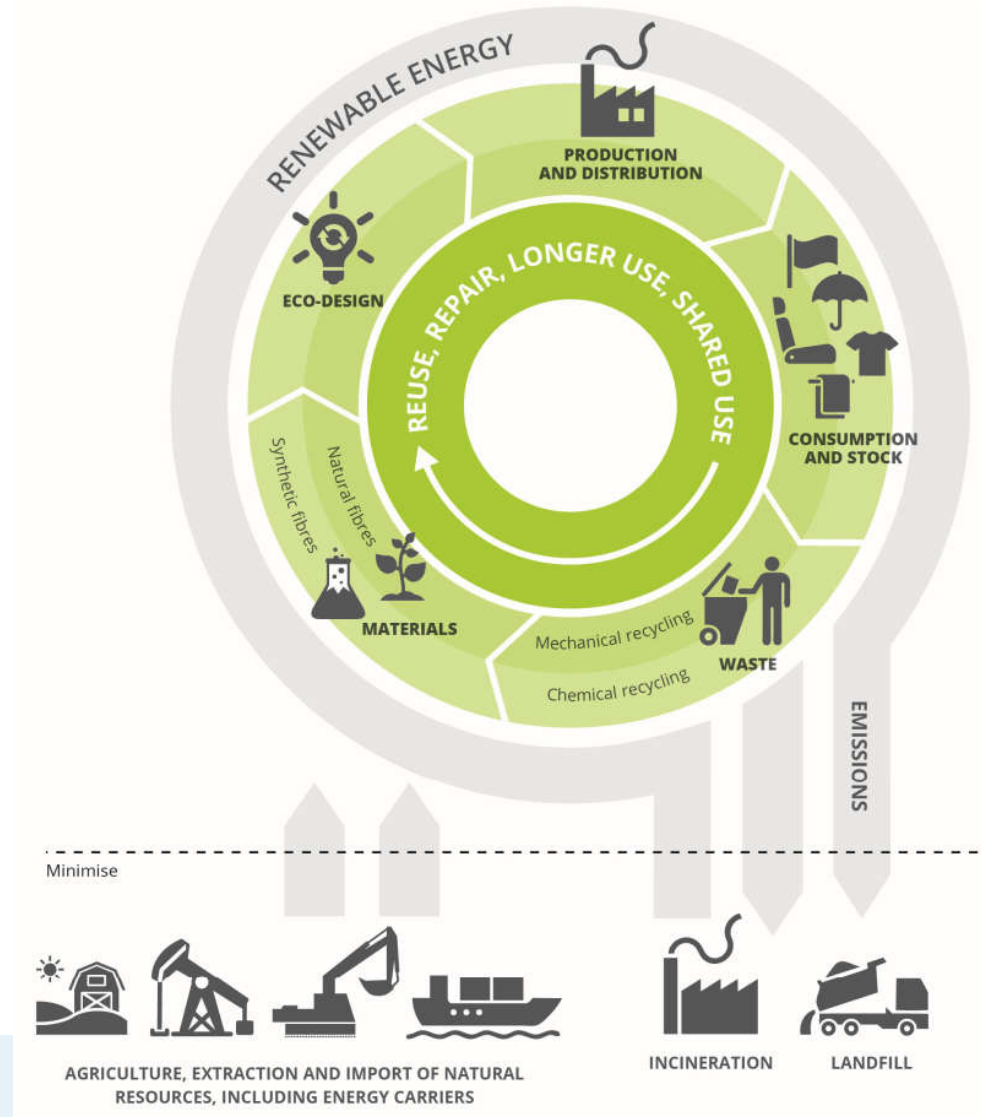 RENEWABLE ENERGY
PRODUCTION
AND DISTRIBUTION
ECO-DESIGN
REUSE, REPAIR, LONGER USE, SHARED USE
CONSUMPTION
AND STOCK
Synthetic fibres
Natural fibres
MATERIALS
Mechanical recycling
WASTE
Chemical recycling
EMISSIONS
Minimise
AGRICULTURE, EXTRACTION AND IMPORT OF NATURAL
RESOURCES, INCLUDING ENERGY CARRIERS
INCINERATION
LANDFILL